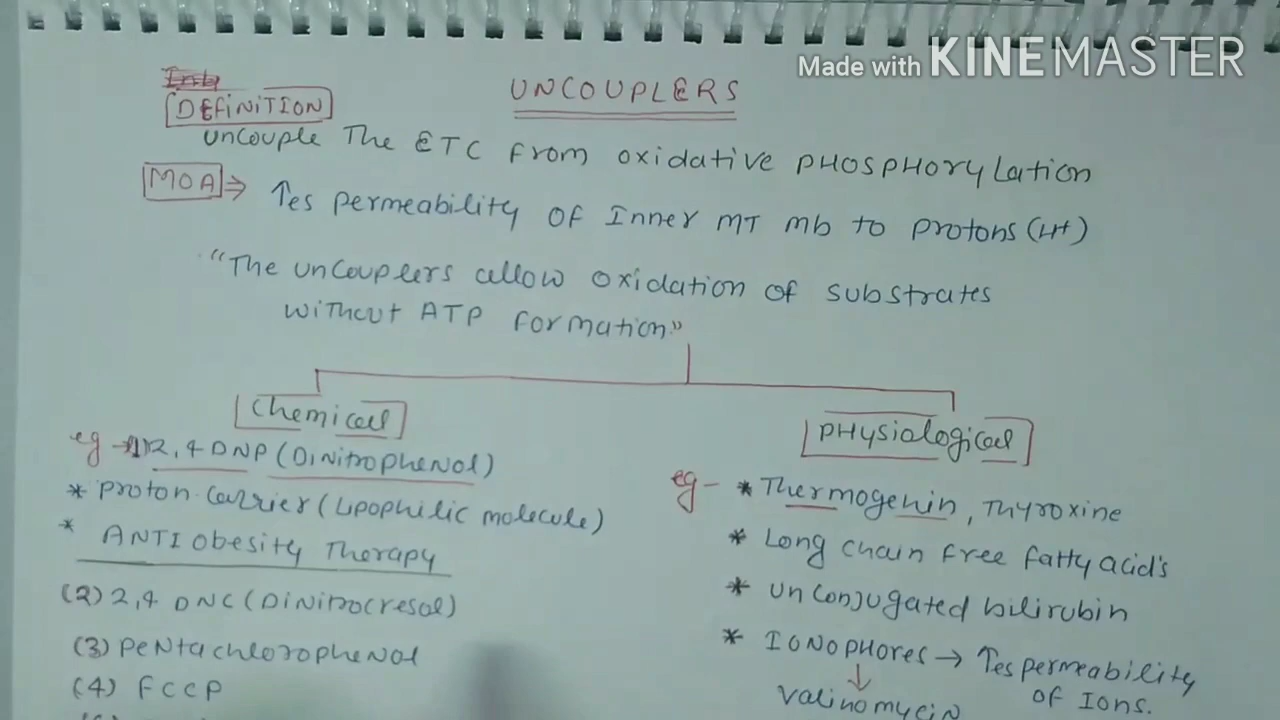 Made with KINEMASTER
UNCOUPLERS
DEFINITION
uncouple The ETC from oxidative PHOSPHORYLation
MOA ⇒ ↑es permeability of Inner MT mb to protons (H+)
"The uncouplers allow oxidation of substrates
without ATP formation"
Chemical
eg → 1) 2,4 DNP (Dinitrophenol)
* Proton carrier (Lipophilic molecule)
* ANTIobesity Therapy
(2) 2,4 DNC (Dinitrocresol)
(3) Pentachlorophenol
(4) FCCP
PHYsiological
eg - * Thermogenin, Thyroxine
* Long chain free fatty acid's
* unconjugated bilirubin
* IONOPHORES → ↑es permeability
of Ions.
↓
Valinomycin